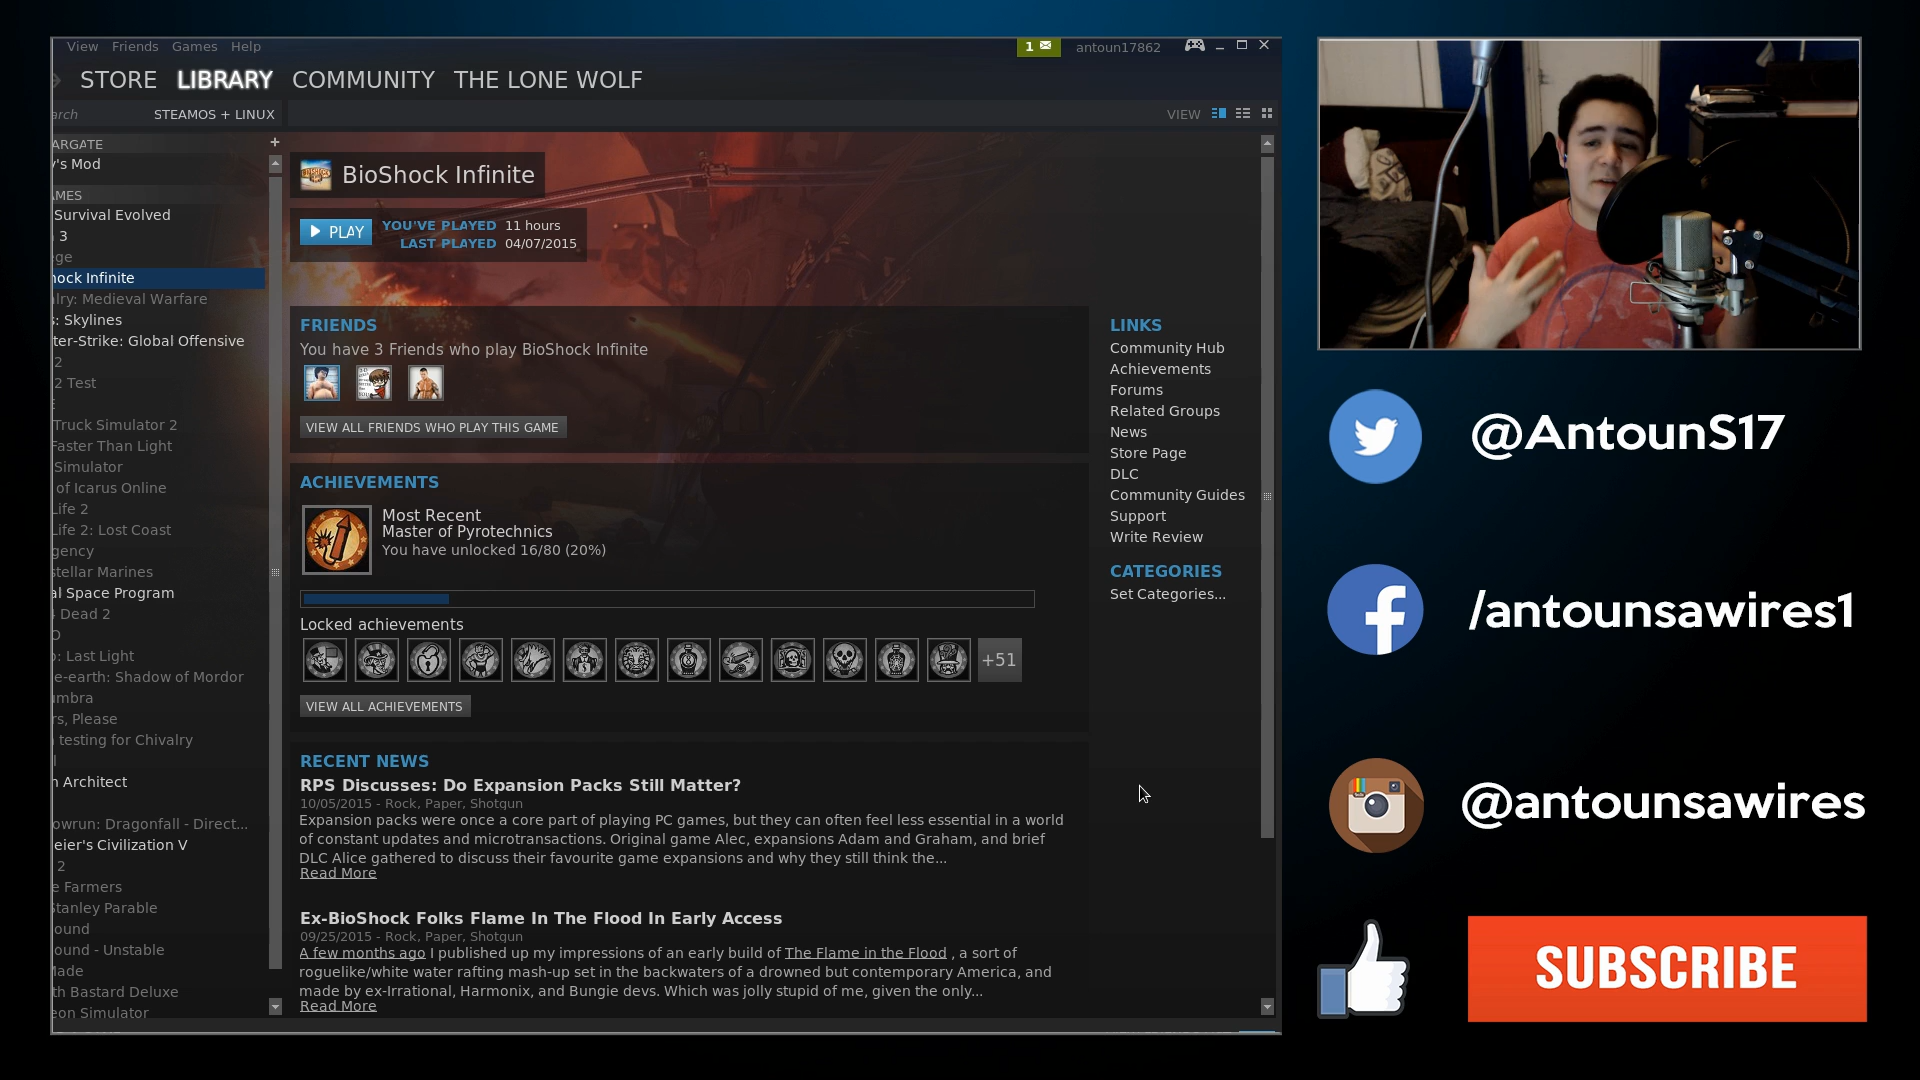 View Friends Games Help
1 antoun17862
STORE LIBRARY COMMUNITY THE LONE WOLF
arch STEAMOS + LINUX
VIEW
ARGATE +
y's Mod
AMES
Survival Evolved
3
ege
hock Infinite
alry: Medieval Warfare
s: Skylines
ter-Strike: Global Offensive
2
2 Test
Truck Simulator 2
Faster Than Light
Simulator
of Icarus Online
Life 2
Life 2: Lost Coast
gency
stellar Marines
al Space Program
4 Dead 2
O
o: Last Light
e-earth: Shadow of Mordor
umbra
rs, Please
testing for Chivalry
n Architect
owrun: Dragonfall - Direct...
eier's Civilization V
2
e Farmers
Stanley Parable
ound
ound - Unstable
Made
th Bastard Deluxe
eon Simulator
BioShock Infinite
PLAY
YOU'VE PLAYED 11 hours
LAST PLAYED 04/07/2015
FRIENDS
You have 3 Friends who play BioShock Infinite
VIEW ALL FRIENDS WHO PLAY THIS GAME
ACHIEVEMENTS
Most Recent
Master of Pyrotechnics
You have unlocked 16/80 (20%)
Locked achievements
+51
VIEW ALL ACHIEVEMENTS
RECENT NEWS
RPS Discusses: Do Expansion Packs Still Matter?
10/05/2015 - Rock, Paper, Shotgun
Expansion packs were once a core part of playing PC games, but they can often feel less essential in a world
of constant updates and microtransactions. Original game Alec, expansions Adam and Graham, and brief
DLC Alice gathered to discuss their favourite game expansions and why they still think the...
Read More
Ex-BioShock Folks Flame In The Flood In Early Access
09/25/2015 - Rock, Paper, Shotgun
A few months ago I published up my impressions of an early build of The Flame in the Flood , a sort of
roguelike/white water rafting mash-up set in the backwaters of a drowned but contemporary America, and
made by ex-Irrational, Harmonix, and Bungie devs. Which was jolly stupid of me, given the only...
Read More
LINKS
Community Hub
Achievements
Forums
Related Groups
News
Store Page
DLC
Community Guides
Support
Write Review
CATEGORIES
Set Categories...
@AntounS17
/antounsawires1
@antounsawires
SUBSCRIBE